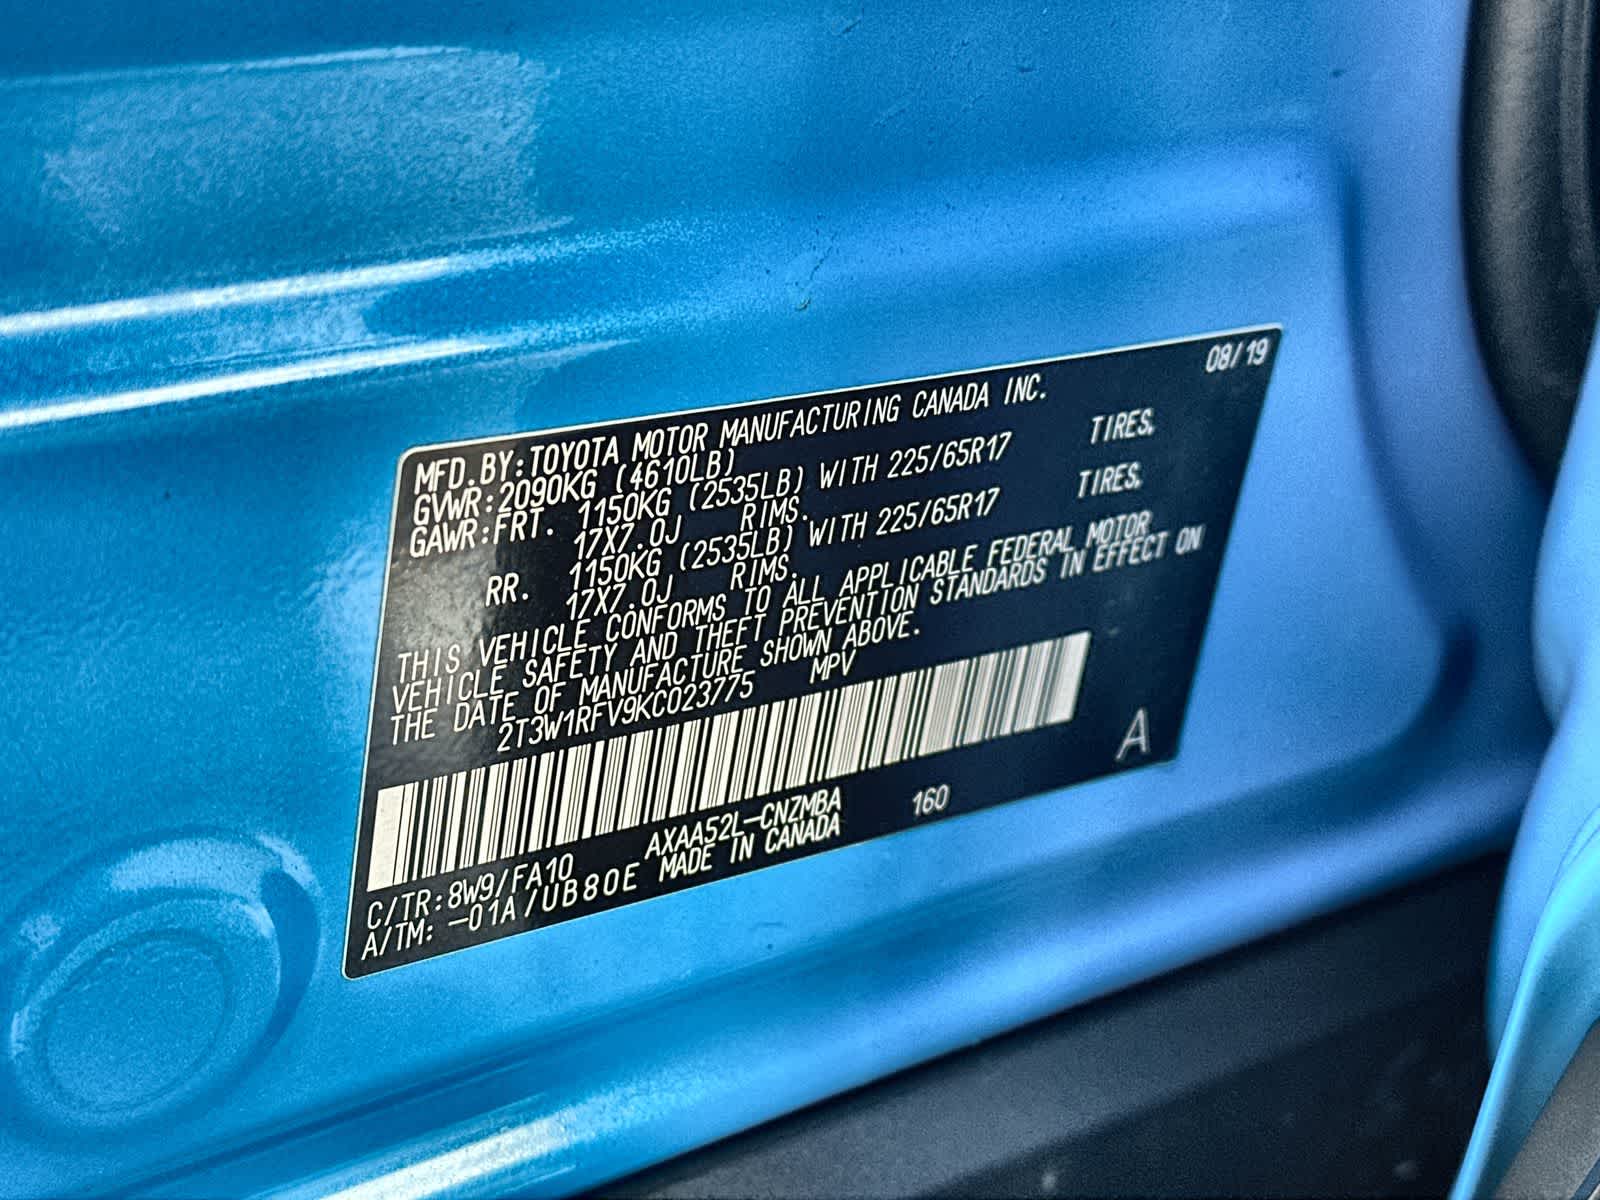 08/19
MFD.BY:TOYOTA MOTOR MANUFACTURING CANADA INC.
GVWR:2090KG (4610LB)
GAWR:FRT. 1150KG (2535LB) WITH 225/65R17 TIRES,
17X7.0J RIMS.
RR. 1150KG (2535LB) WITH 225/65R17 TIRES,
17X7.0J RIMS.
THIS VEHICLE CONFORMS TO ALL APPLICABLE FEDERAL MOTOR
VEHICLE SAFETY AND THEFT PREVENTION STANDARDS IN EFFECT ON
THE DATE OF MANUFACTURE SHOWN ABOVE.
2T3W1RFV9KC023775 MPV
A
C/TR:8W9/FA10 AXAA52L-CNZMBA 160
A/TM: -01A/UB80E MADE IN CANADA